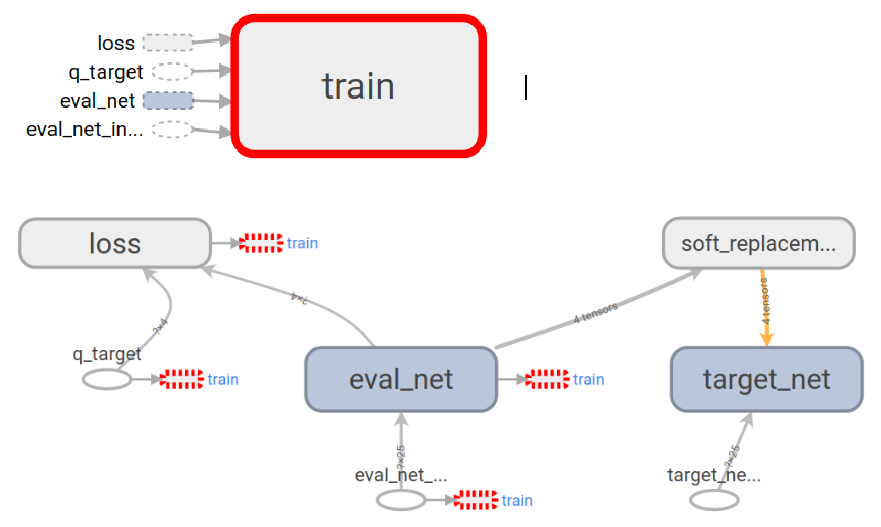 loss
q_target
eval_net
eval_net_in...
train
loss
train
soft_replacem...
?×4
?×4
4 tensors
4 tensors
q_target
train
eval_net
train
target_net
?×25
?×25
eval_net_...
train
target_ne...